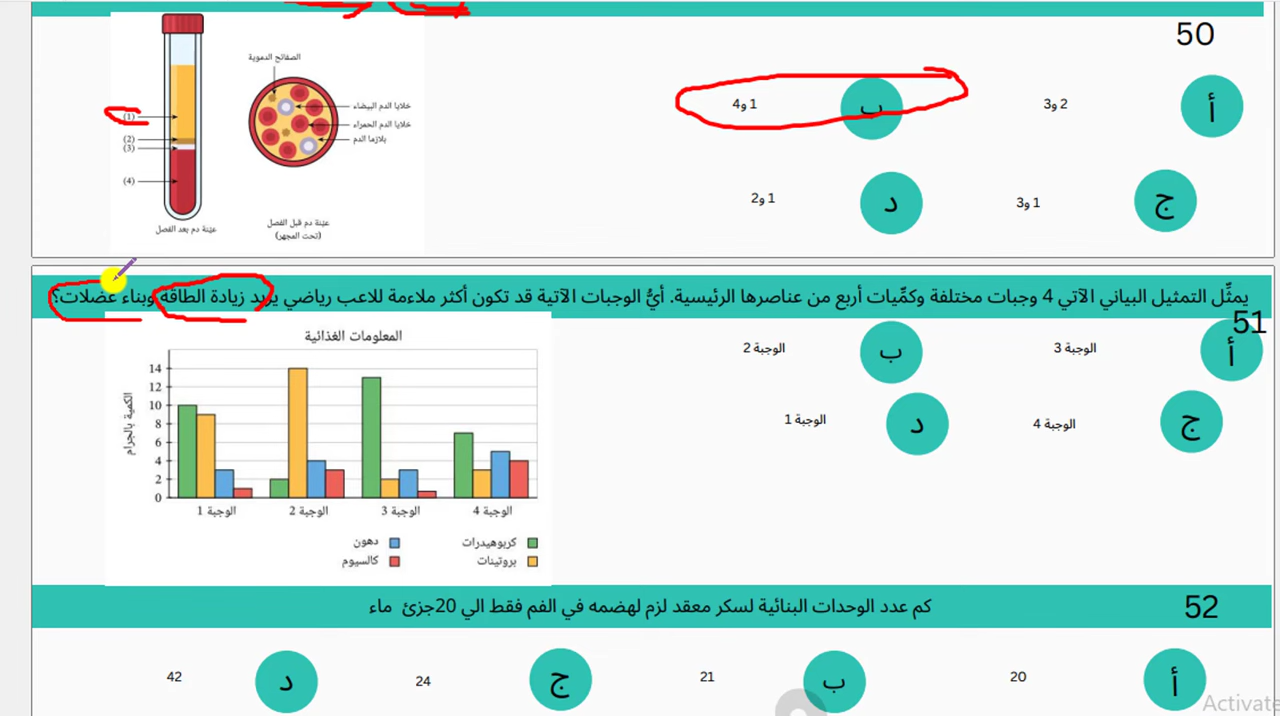 50
أ
2 و3
ب
1 و4
ج
1 و3
د
1 و2
الصفائح الدموية
خلايا الدم البيضاء
خلايا الدم الحمراء
بلازما الدم
عيّنة دم قبل الفصل
(تحت المجهر)
(1)
(2)
(3)
(4)
عيّنة دم بعد الفصل
يمثِّل التمثيل البياني الآتي 4 وجبات مختلفة وكمِّيات أربع من عناصرها الرئيسية. أيُّ الوجبات الآتية قد تكون أكثر ملاءمة للاعب رياضي يريد زيادة الطاقة وبناء عضلات؟
51
أ
الوجبة 3
ب
الوجبة 2
ج
الوجبة 4
د
الوجبة 1
المعلومات الغذائية
الكمية بالجرام
14
12
10
8
6
4
2
0
الوجبة 1
الوجبة 2
الوجبة 3
الوجبة 4
كربوهيدرات
دهون
بروتينات
كالسيوم
52
كم عدد الوحدات البنائية لسكر معقد لزم لهضمه في الفم فقط الي 20جزئ ماء
أ
20
ب
21
ج
24
د
42
Activate